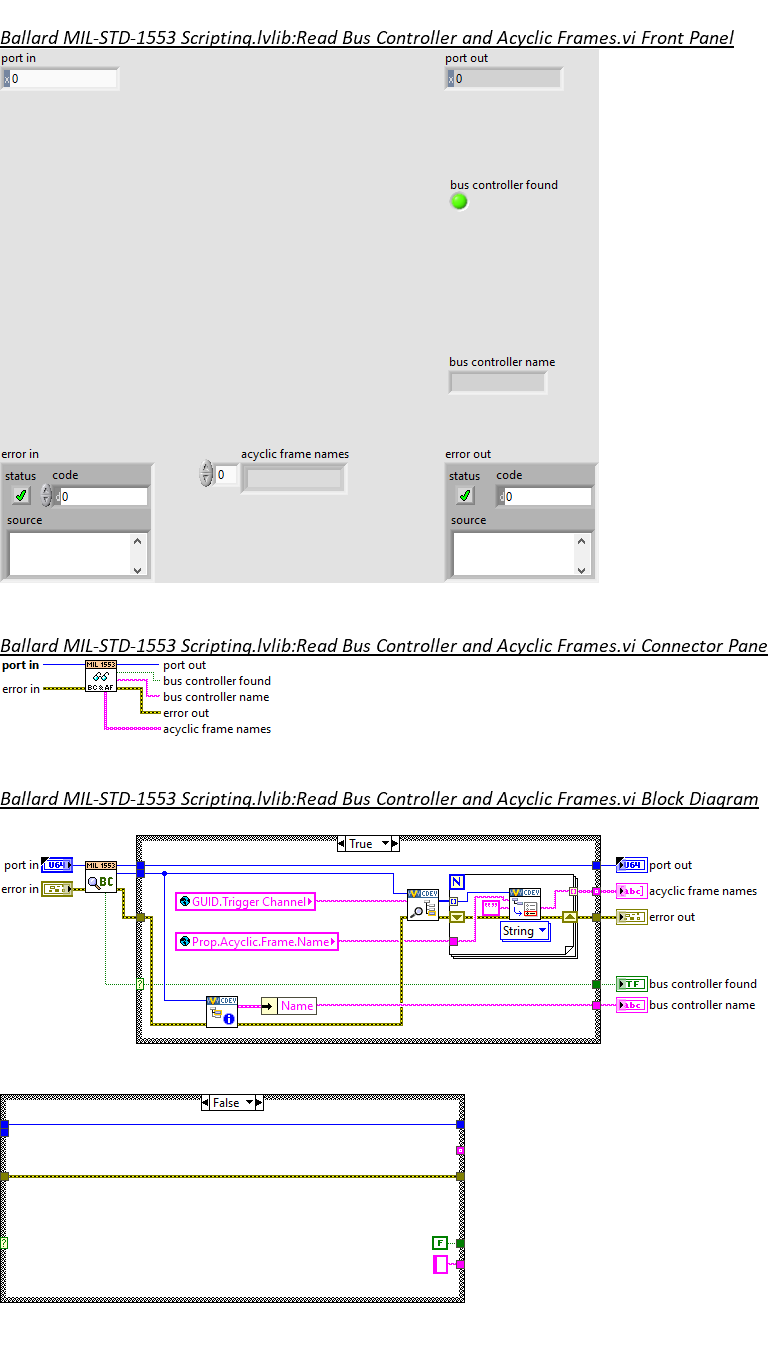 Ballard MIL-STD-1553 Scripting.lvlib:Read Bus Controller and Acyclic Frames.vi Front Panel
port in
port out
x 0
x 0
bus controller found
bus controller name
error in
acyclic frame names
error out
status
code
0
status
code
d 0
d 0
source
source
Ballard MIL-STD-1553 Scripting.lvlib:Read Bus Controller and Acyclic Frames.vi Connector Pane
port in
MIL 1553
port out
bus controller found
error in
BC & AF
bus controller name
error out
acyclic frame names
Ballard MIL-STD-1553 Scripting.lvlib:Read Bus Controller and Acyclic Frames.vi Block Diagram
True
port in
U64
MIL 1553
U64
port out
BC
N
CDEV
CDEV
error in
GUID.Trigger Channel
""
abc
acyclic frame names
error out
String
Prop.Acyclic.Frame.Name
?
TF
bus controller found
CDEV
Name
abc
bus controller name
False
?
F